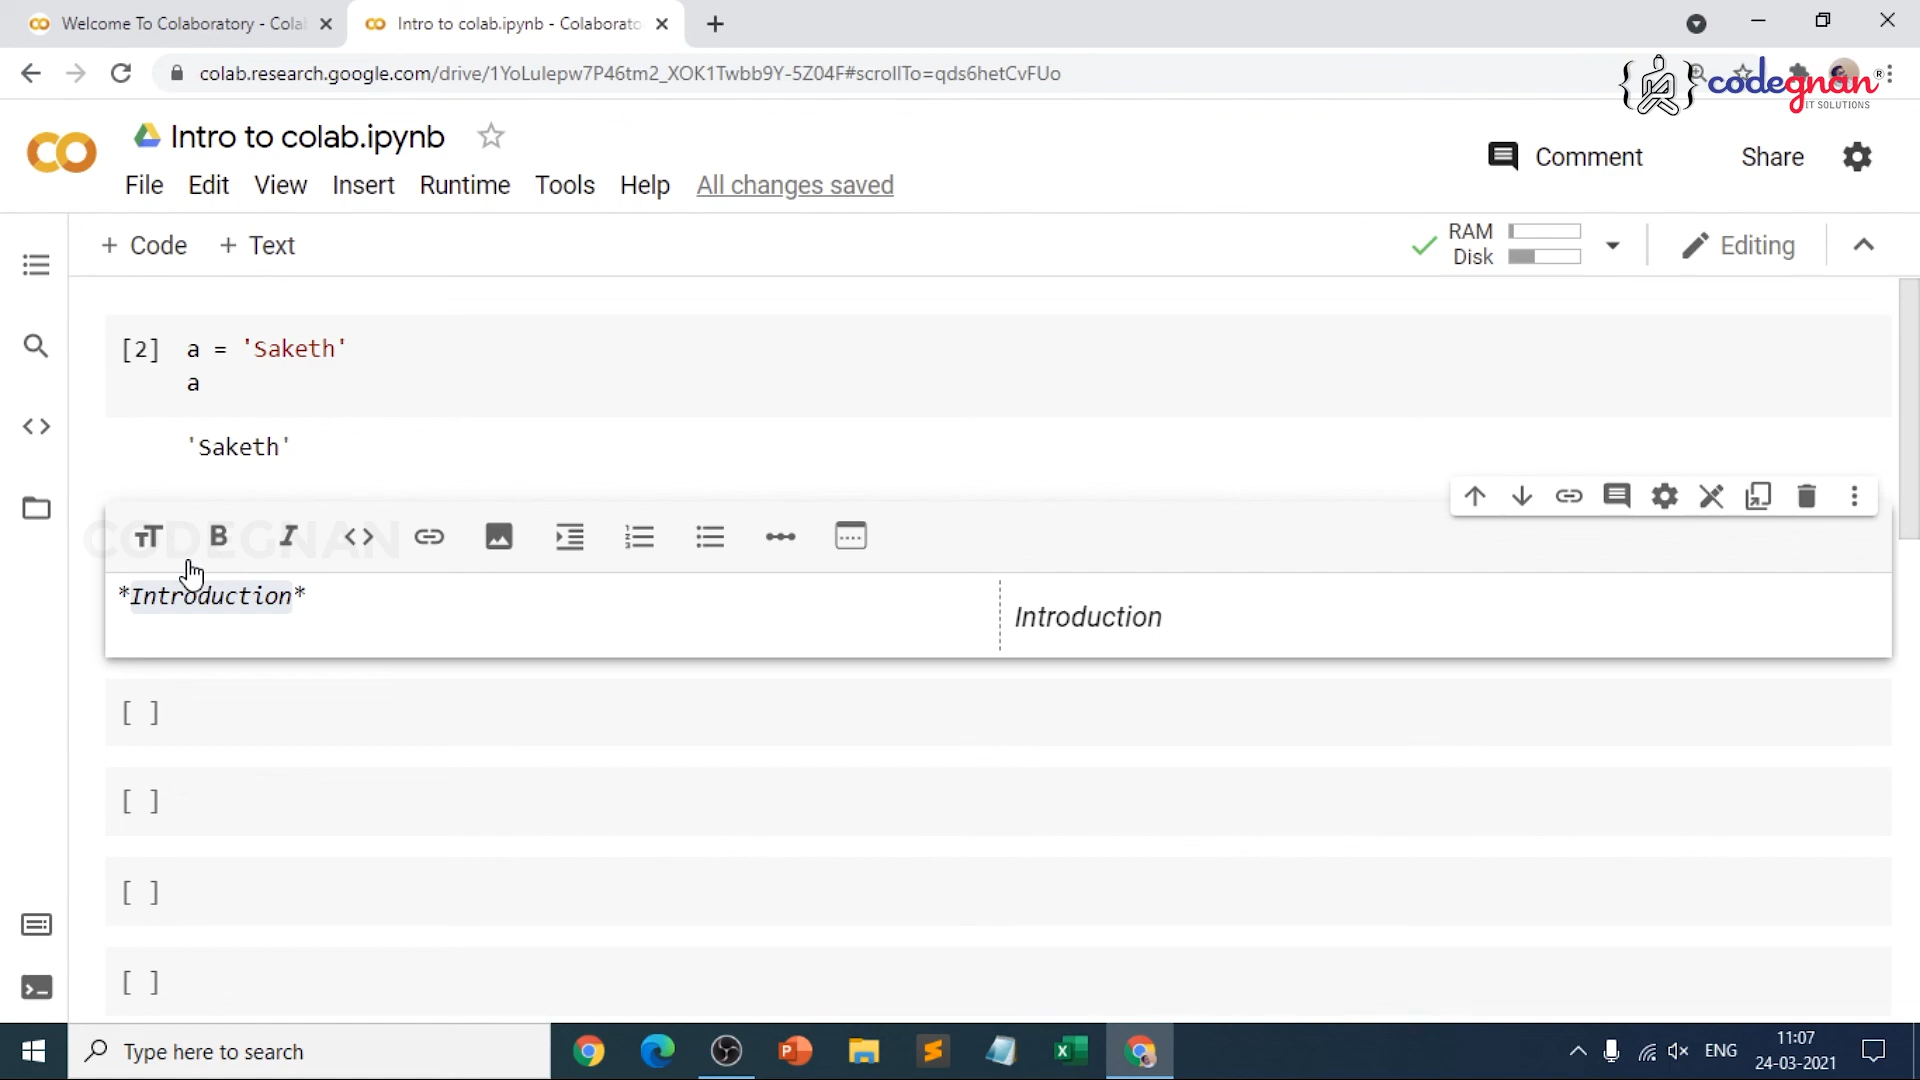 Welcome To Colaboratory - Cola
Intro to colab.ipynb - Colaborato
colab.research.google.com/drive/1YoLulepw7P46tm2_XOK1Twbb9Y-5Z04F#scrollTo=qds6hetCvFUo
codegnan®
IT SOLUTIONS
CO
Intro to colab.ipynb
Comment
Share
File Edit View Insert Runtime Tools Help All changes saved
+ Code + Text
RAM
Disk
Editing
[2] a = 'Saketh'
a
'Saketh'
CODEGNAN
*Introduction*
Introduction
[ ]
[ ]
[ ]
[ ]
Type here to search
ENG
11:07
24-03-2021